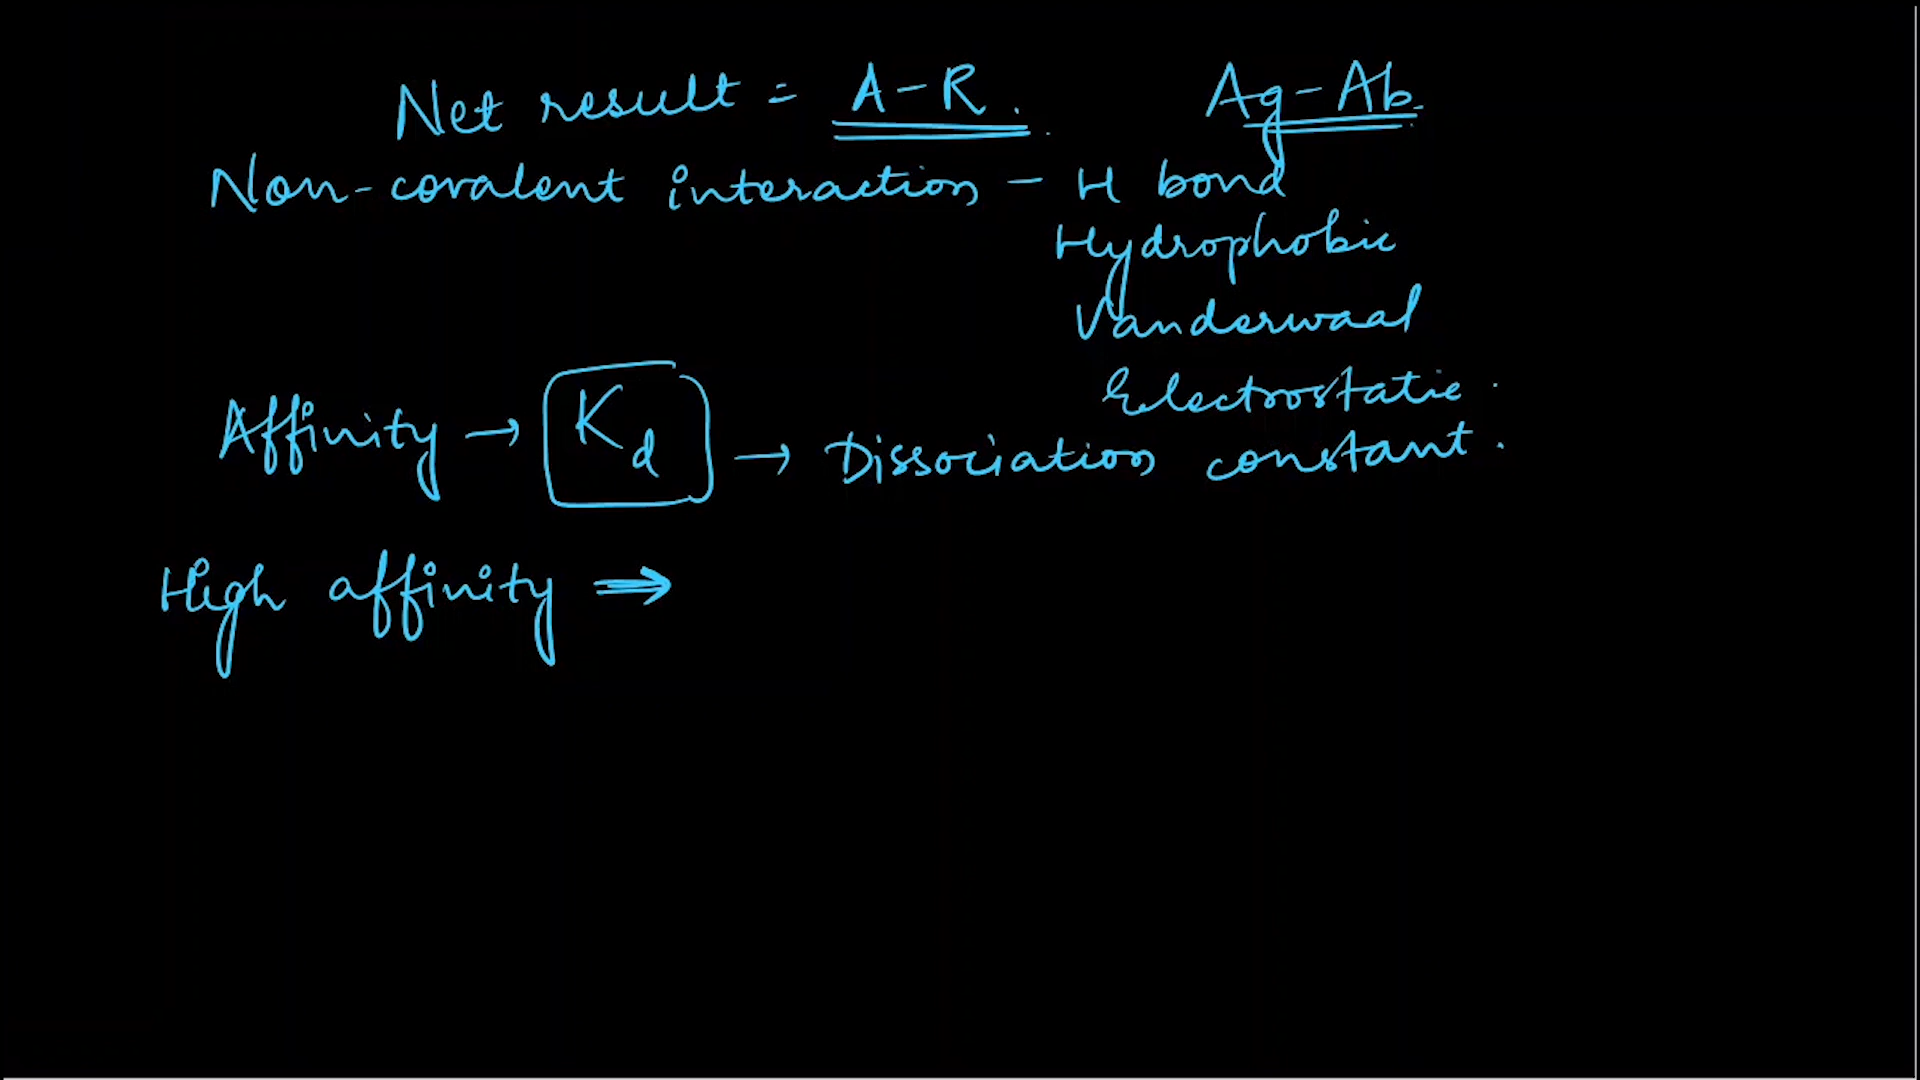 Net result = A-R. Ag-Ab.
Non-covalent interaction - H bond
Hydrophobic
Vanderwaal
Electrostatic.
Affinity → Kd → Dissociation constant.
High affinity ⇒